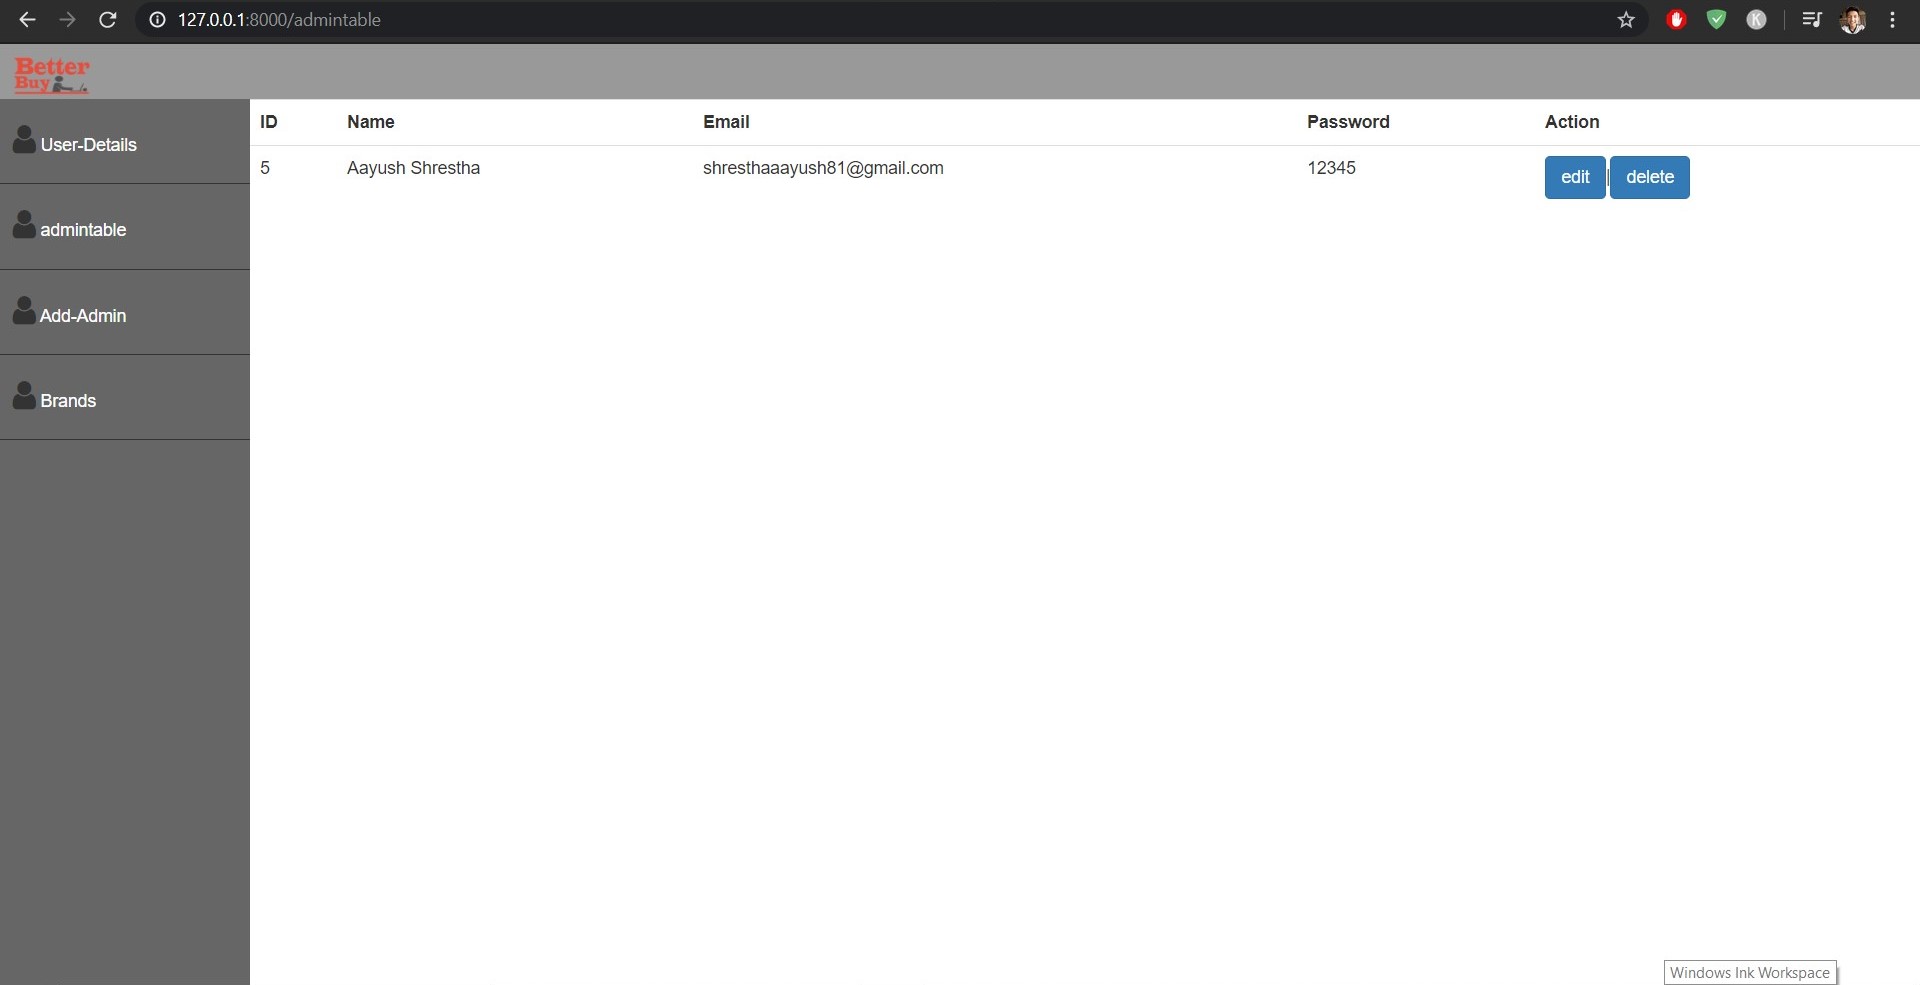 127.0.0.1:8000/admintable
K
Better
Buy
User-Details
admintable
Add-Admin
Brands
ID Name Email Password Action
5 Aayush Shrestha shresthaaayush81@gmail.com 12345 edit | delete
Windows Ink Workspace